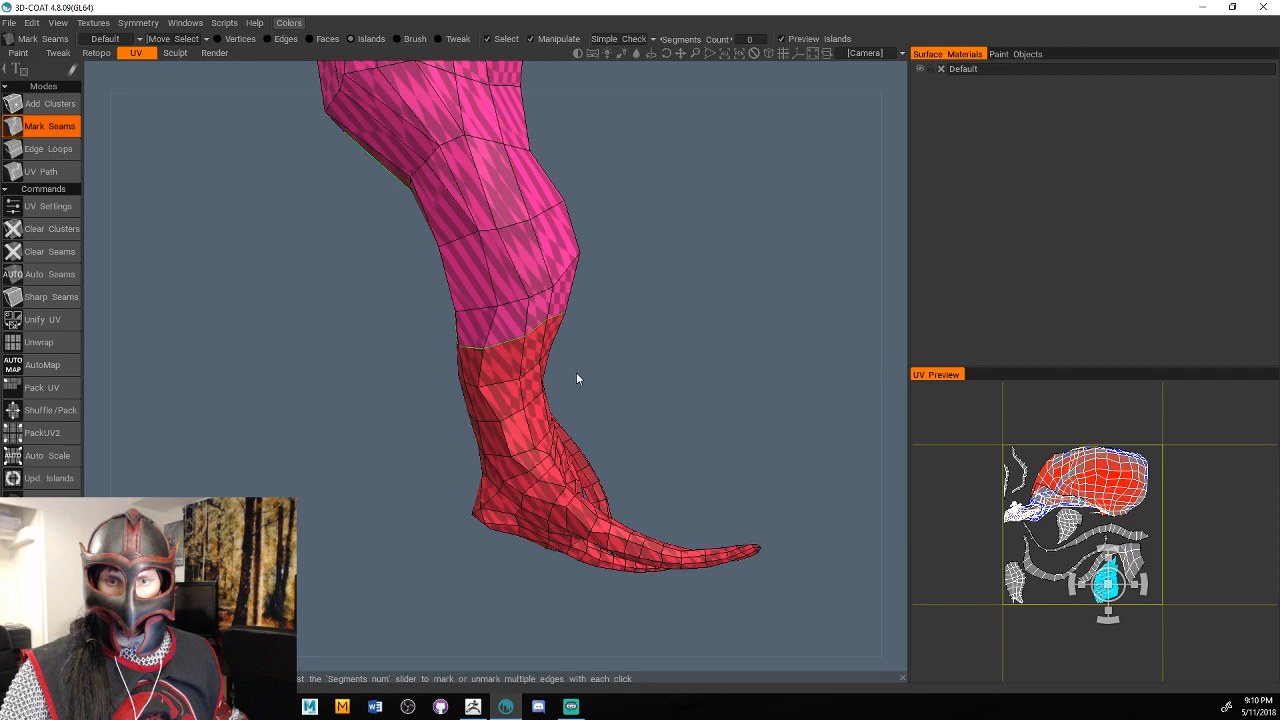 3D-COAT 4.8.09(GL64)
File Edit View Textures Symmetry Windows Scripts Help Colors
Mark Seams Default [Move Select Vertices Edges Faces Islands Brush Tweak Select Manipulate Simple Check Segments Count 0 Preview Islands
Paint Tweak Retopo UV Sculpt Render [Camera]
Surface Materials Paint Objects
Default
Modes
Add Clusters
Mark Seams
Edge Loops
UV Path
Commands
UV Settings
Clear Clusters
Clear Seams
AUTO Auto Seams
Sharp Seams
Unify UV
Unwrap
AUTO MAP AutoMap
Pack UV
Shuffle/Pack
PackUV2
Auto Scale
Upd. Islands
UV Preview
st the 'Segments num' slider to mark or unmark multiple edges with each click
9:10 PM
5/11/2018